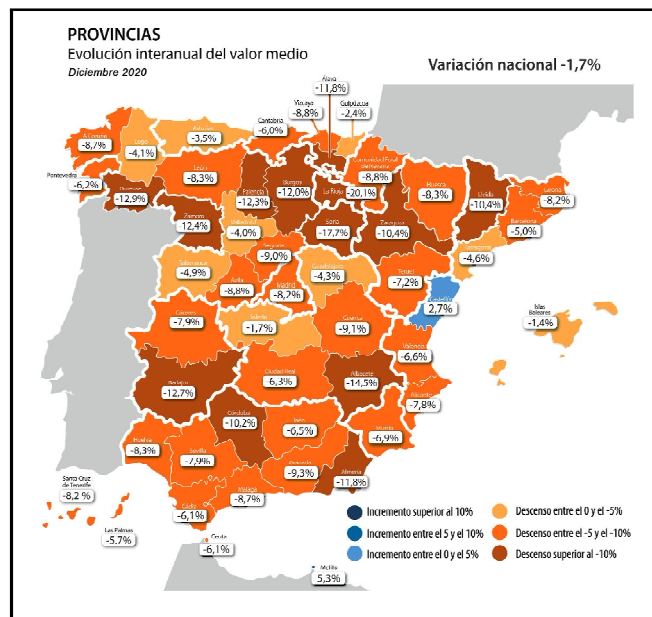 PROVINCIAS
Evolución interanual del valor medio
Diciembre 2020
Variación nacional -1,7%
Álava
-11,8%
Vizcaya
-8,8%
Guipúzcoa
-2,4%
Cantabria
-6,0%
Asturias
-3,5%
A Coruña
-8,7%
Lugo
-4,1%
Pontevedra
-6,2%
Ourense
-12,9%
León
-8,3%
Palencia
-12,3%
Burgos
-12,0%
La Rioja
-20,1%
Comunidad Foral
de Navarra
-8,8%
Huesca
-8,3%
Lleida
-10,4%
Gerona
-8,2%
Barcelona
-5,0%
Tarragona
-4,6%
Zamora
-12,4%
Valladolid
-4,0%
Soria
-17,7%
Zaragoza
-10,4%
Segovia
-9,0%
Salamanca
-4,9%
Ávila
-8,8%
Madrid
-8,2%
Guadalajara
-4,3%
Teruel
-7,2%
Castellón
2,7%
Islas
Baleares
-1,4%
Cáceres
-7,9%
Toledo
-1,7%
Cuenca
-9,1%
Valencia
-6,6%
Badajoz
-12,7%
Ciudad Real
-6,3%
Albacete
-14,5%
Alicante
-7,8%
Córdoba
-10,2%
Jaén
-6,5%
Murcia
-6,9%
Huelva
-8,3%
Sevilla
-7,9%
Granada
-9,3%
Almería
-11,8%
Málaga
-8,7%
Cádiz
-6,1%
Santa Cruz
de Tenerife
-8,2 %
Las Palmas
-5.7%
Ceuta
-6,1%
Melilla
5,3%
Incremento superior al 10%
Incremento entre el 5 y el 10%
Incremento entre el 0 y el 5%
Descenso entre el 0 y el -5%
Descenso entre el -5 y el -10%
Descenso superior al -10%